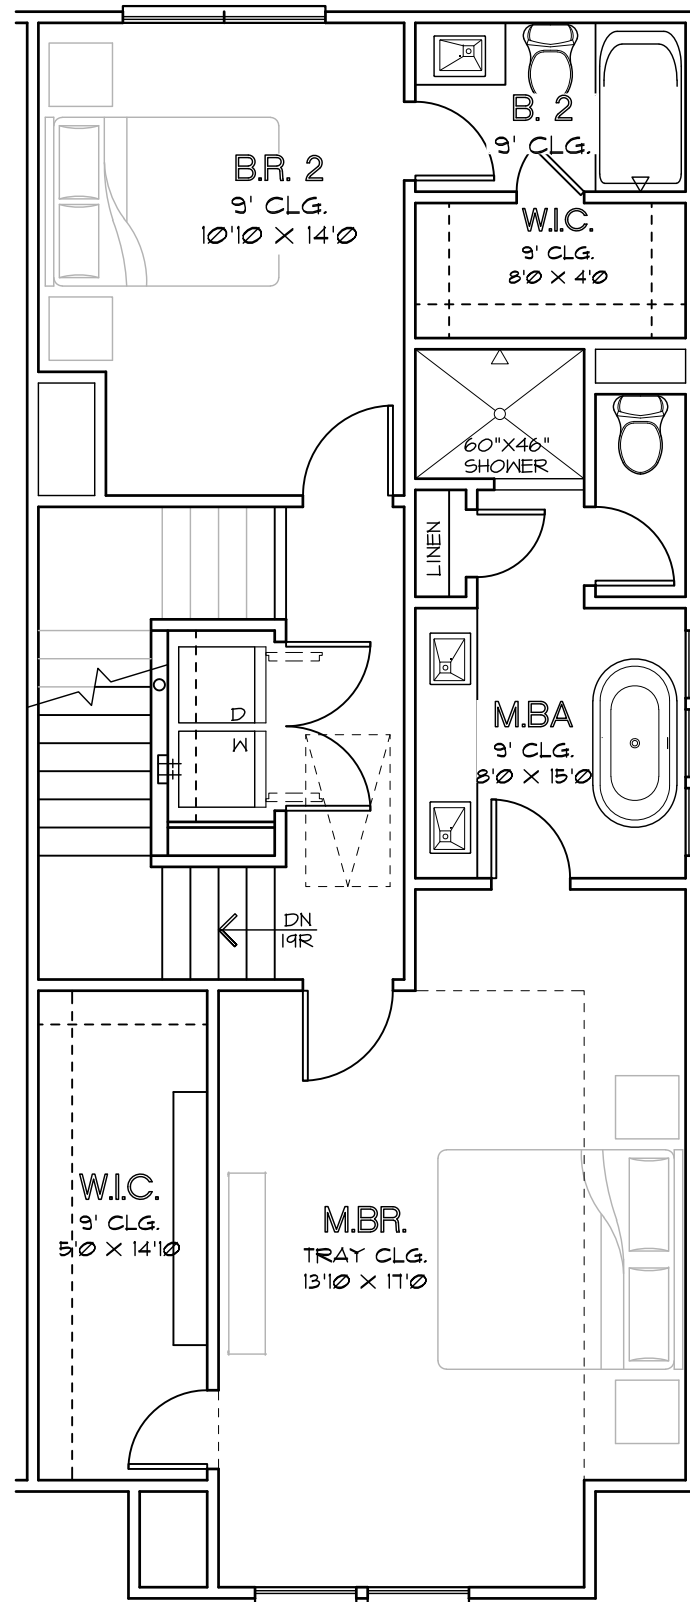 B. 2
9' CLG.
B.R. 2
9' CLG.
10'10 X 14'0
W.I.C.
9' CLG.
8'0 X 4'0
60"X46"
SHOWER
LINEN
D
W
M.BA
9' CLG.
8'0 X 15'0
DN
19R
W.I.C.
9' CLG.
5'0 X 14'10
M.BR.
TRAY CLG.
13'10 X 17'0